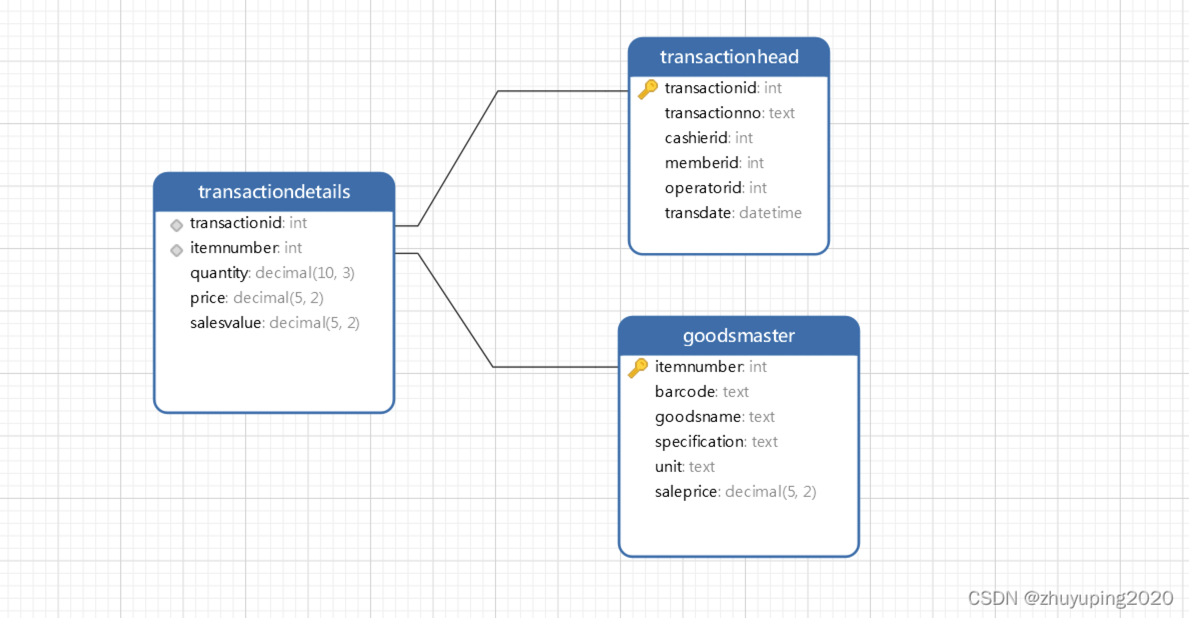 transactionhead
transactionid: int
transactionno: text
cashierid: int
memberid: int
operatorid: int
transdate: datetime
transactiondetails
transactionid: int
itemnumber: int
quantity: decimal(10, 3)
price: decimal(5, 2)
salesvalue: decimal(5, 2)
goodsmaster
itemnumber: int
barcode: text
goodsname: text
specification: text
unit: text
saleprice: decimal(5, 2)
CSDN @zhuyuping2020